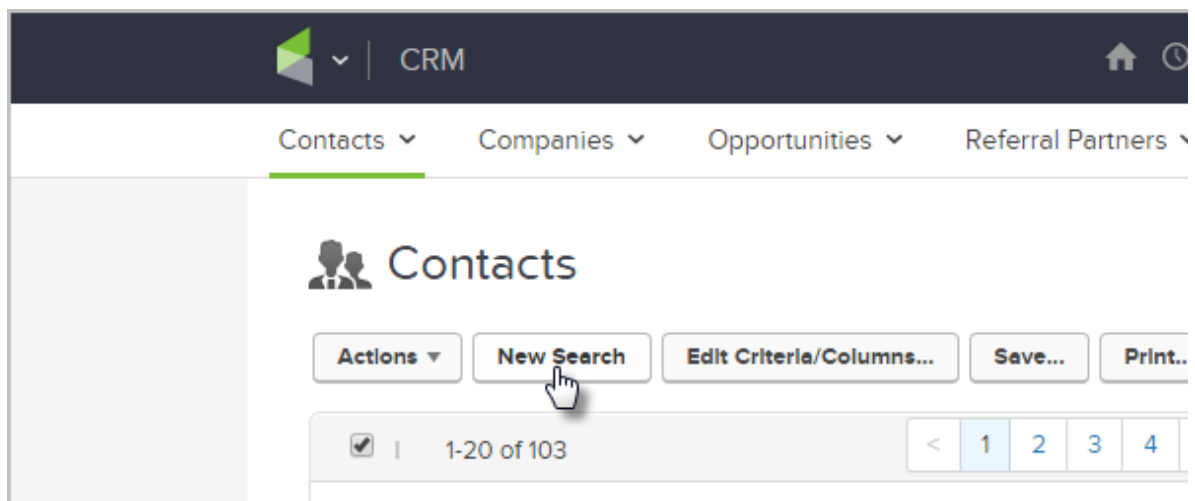 CRM
Contacts Companies Opportunities Referral Partners
Contacts
Actions New Search Edit Criteria/Columns... Save... Print..
1-20 of 103 < 1 2 3 4